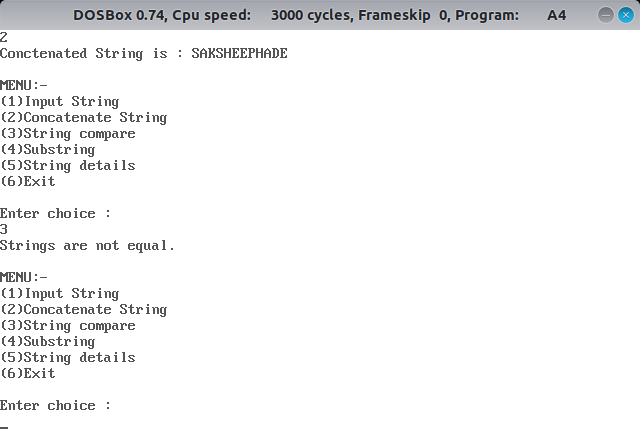 DOSBox 0.74, Cpu speed: 3000 cycles, Frameskip 0, Program: A4
2
Conctenated String is : SAKSHEEPHADE
MENU:-
(1)Input String
(2)Concatenate String
(3)String compare
(4)Substring
(5)String details
(6)Exit
Enter choice :
3
Strings are not equal.
MENU:-
(1)Input String
(2)Concatenate String
(3)String compare
(4)Substring
(5)String details
(6)Exit
Enter choice :
_